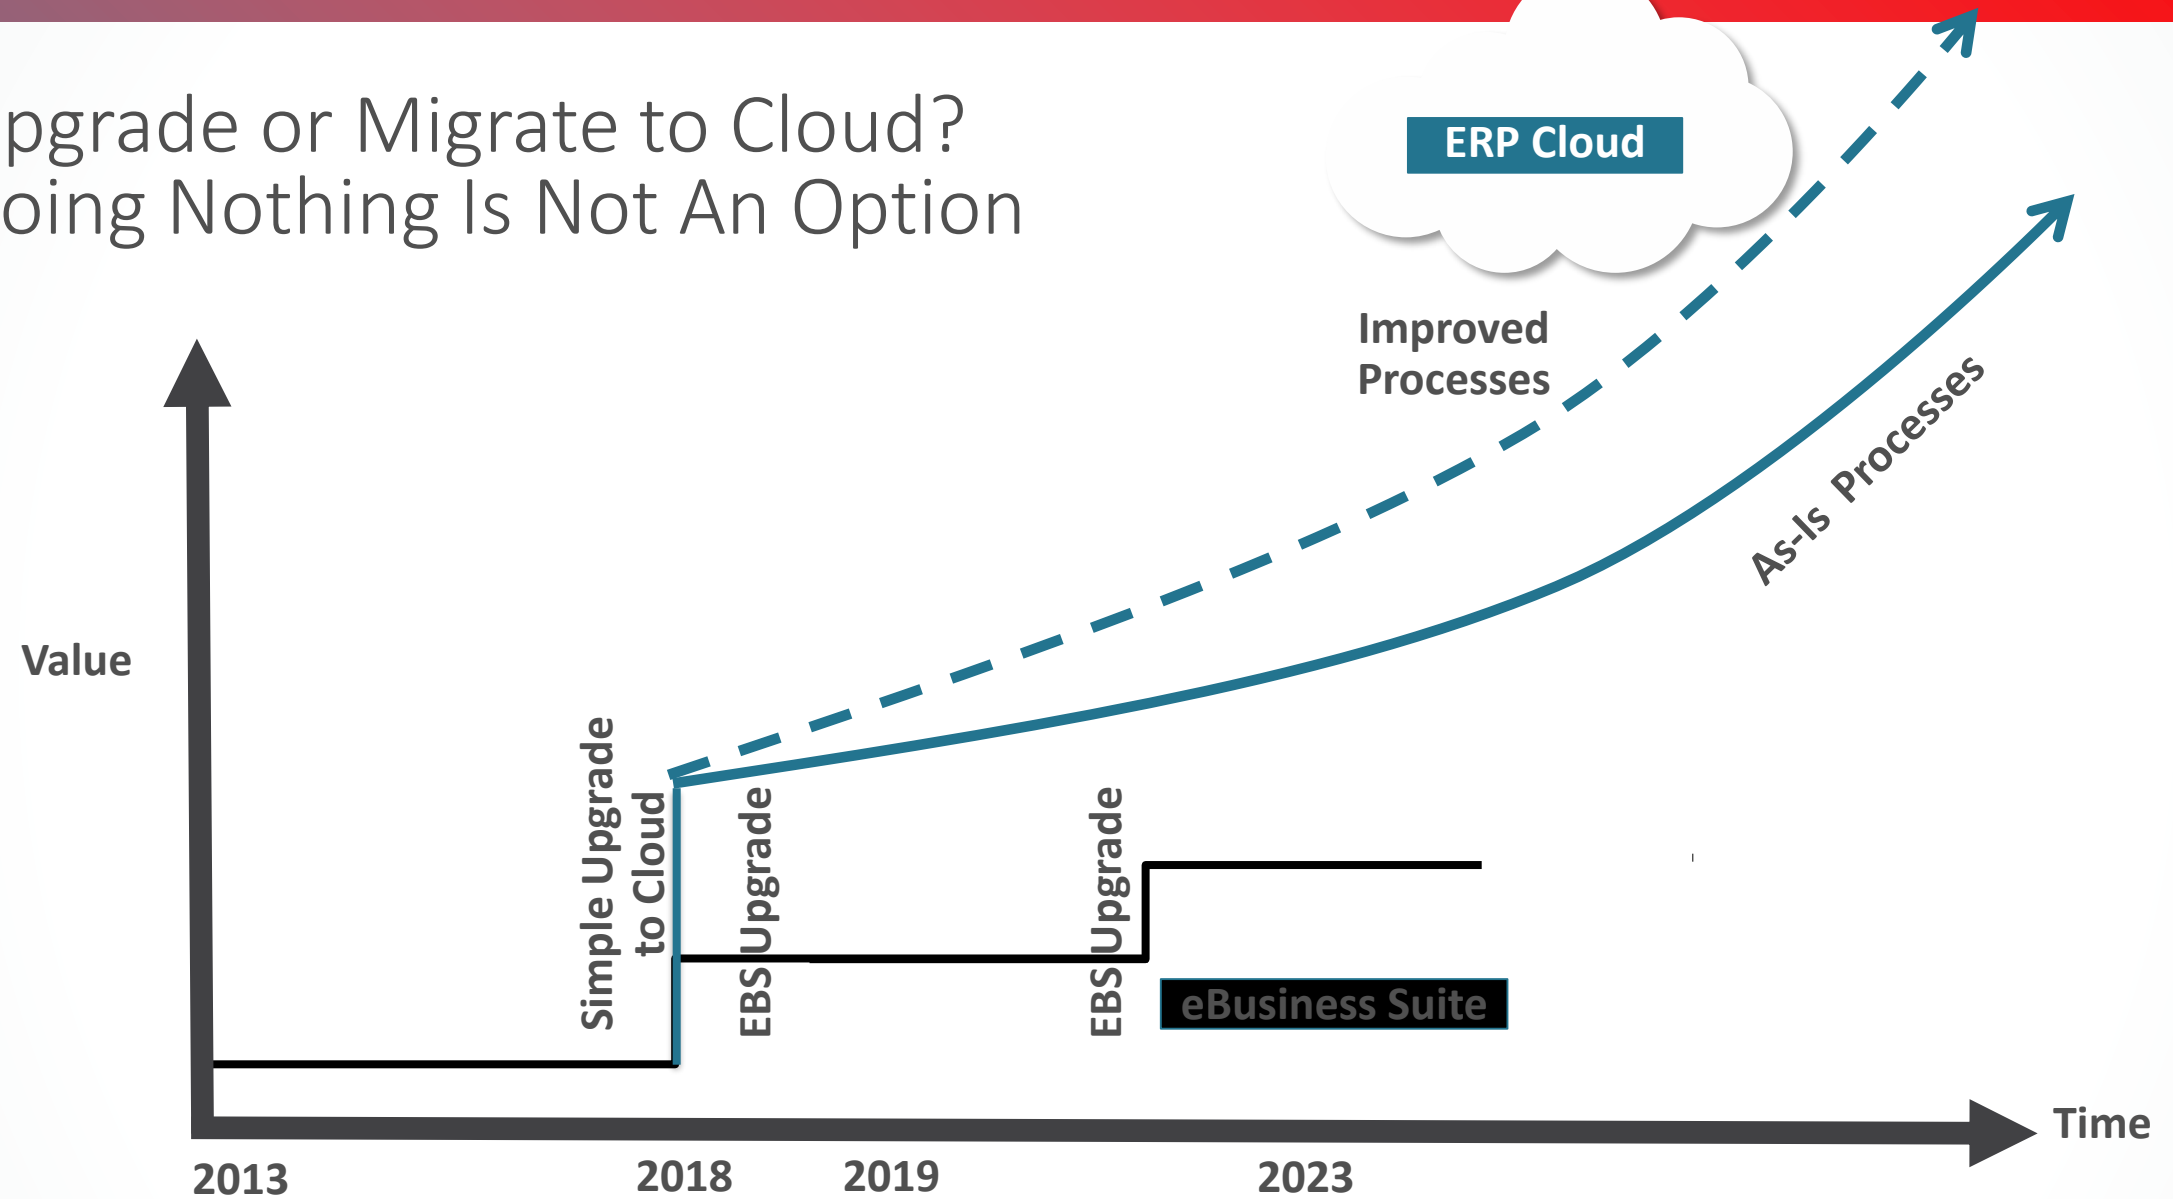 pgrade or Migrate to Cloud?
oing Nothing Is Not An Option
ERP Cloud
Improved
Processes
As-Is Processes
Value
Simple Upgrade
to Cloud
EBS Upgrade
EBS Upgrade
eBusiness Suite
Time
2013
2018
2019
2023